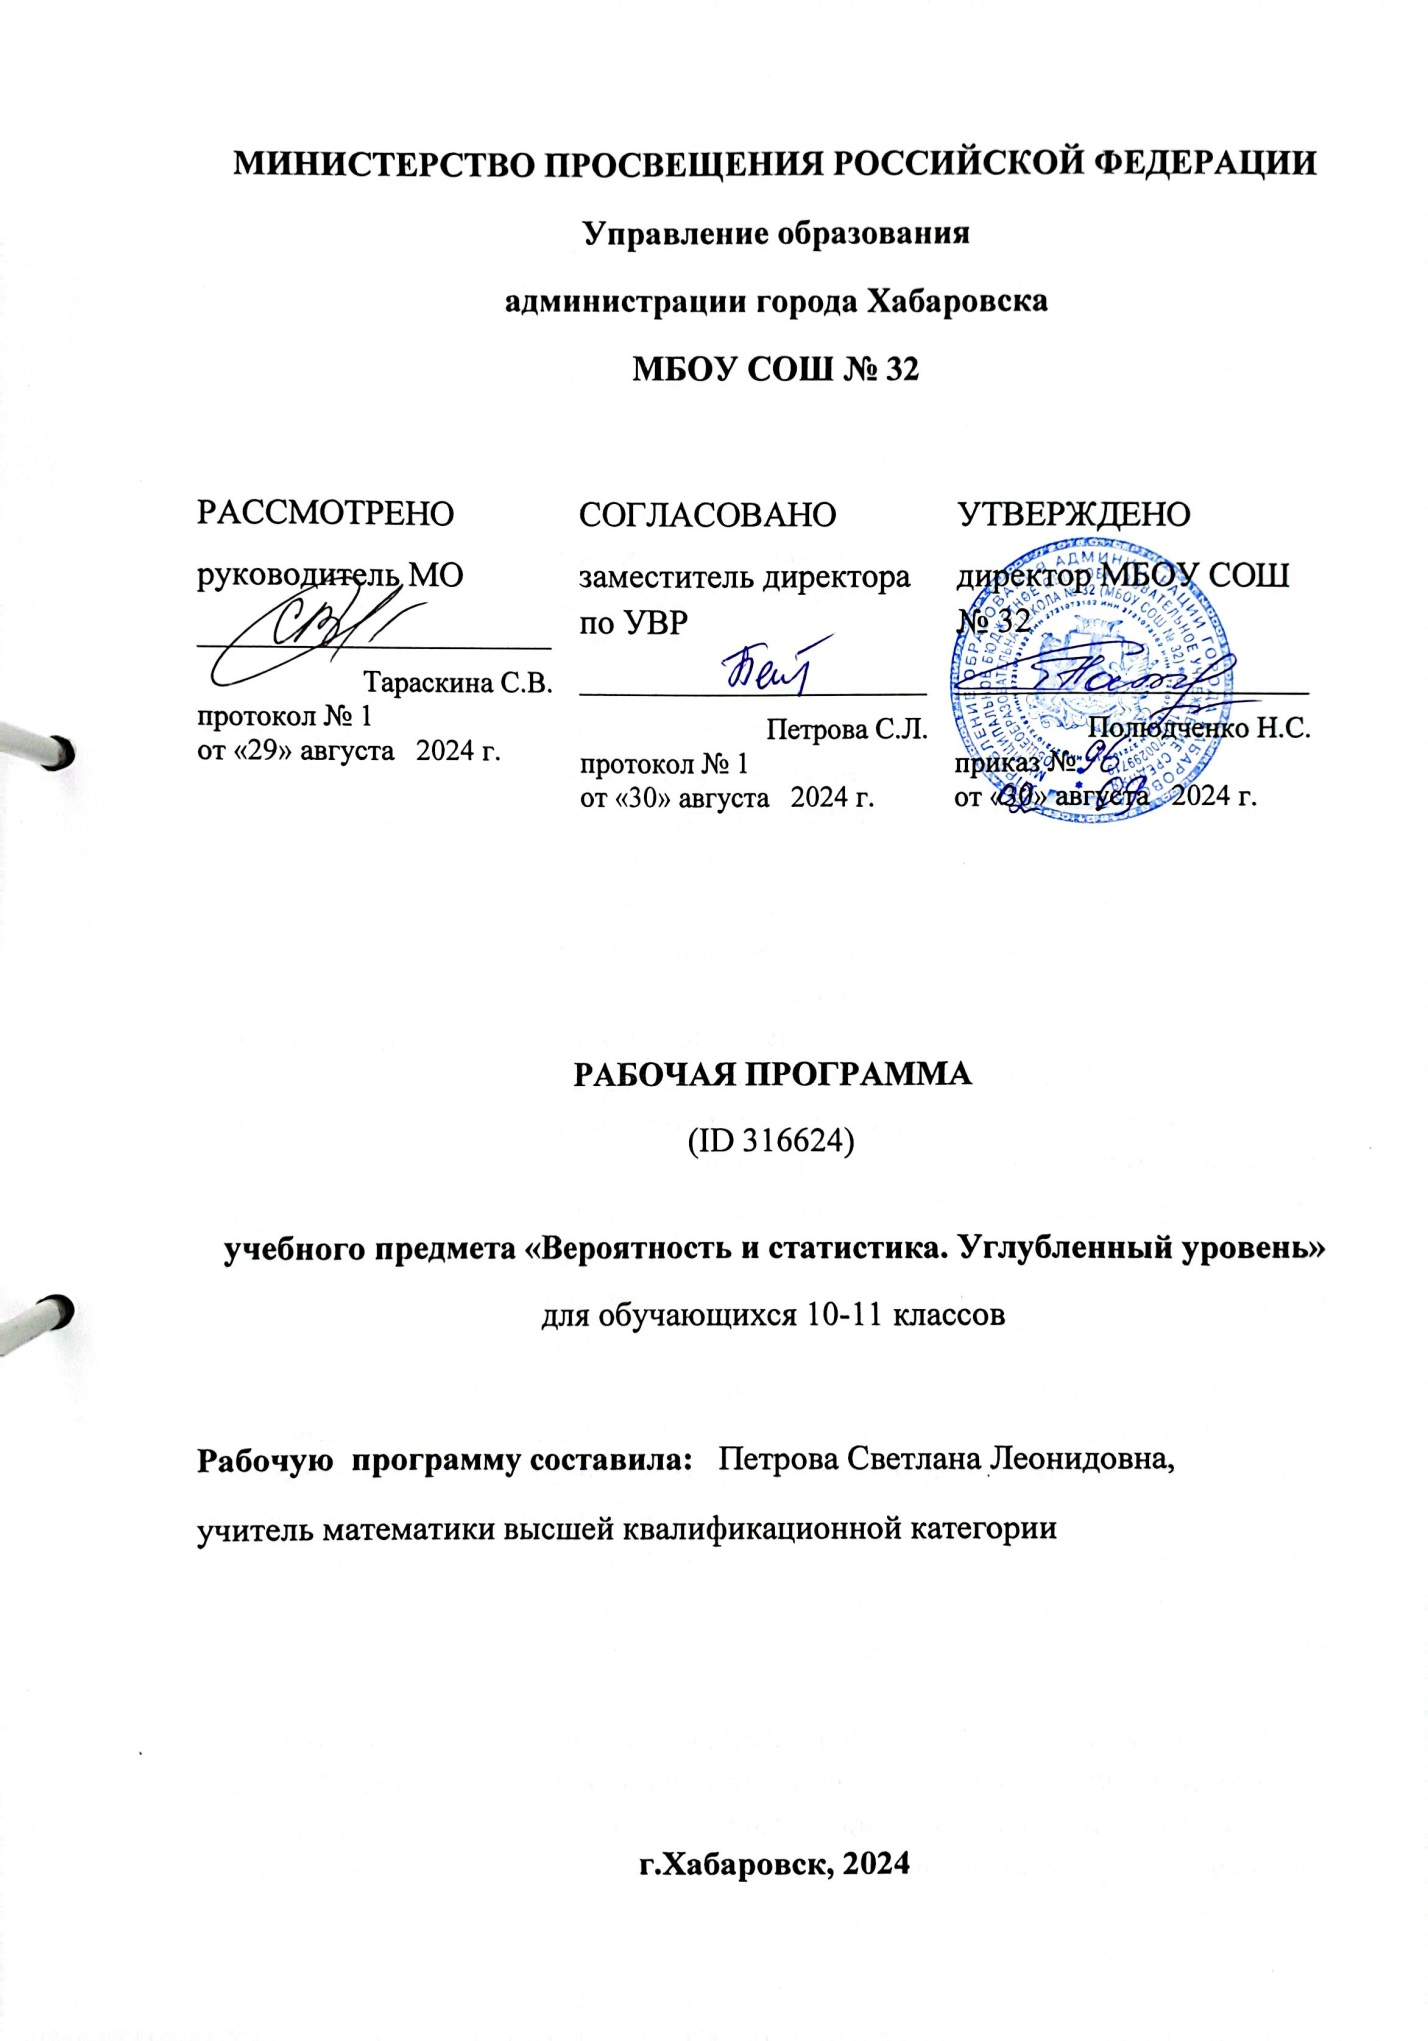 МИНИСТЕРСТВО ПРОСВЕЩЕНИЯ РОССИЙСКОЙ ФЕДЕРАЦИИ
Управление образования
администрации города Хабаровска
МБОУ СОШ № 32
РАССМОТРЕНО
руководитель МО
Тараскина С.В.
протокол № 1
от «29» августа 2024 г.
СОГЛАСОВАНО
заместитель директора
по УВР
Петрова С.Л.
протокол № 1
от «30» августа 2024 г.
УТВЕРЖДЕНО
директор МБОУ СОШ
№ 32
Полюдченко Н.С.
приказ № 96
от «30» августа 2024 г.
РАБОЧАЯ ПРОГРАММА
(ID 316624)
учебного предмета «Вероятность и статистика. Углубленный уровень»
для обучающихся 10-11 классов
Рабочую программу составила: Петрова Светлана Леонидовна,
учитель математики высшей квалификационной категории
г.Хабаровск, 2024